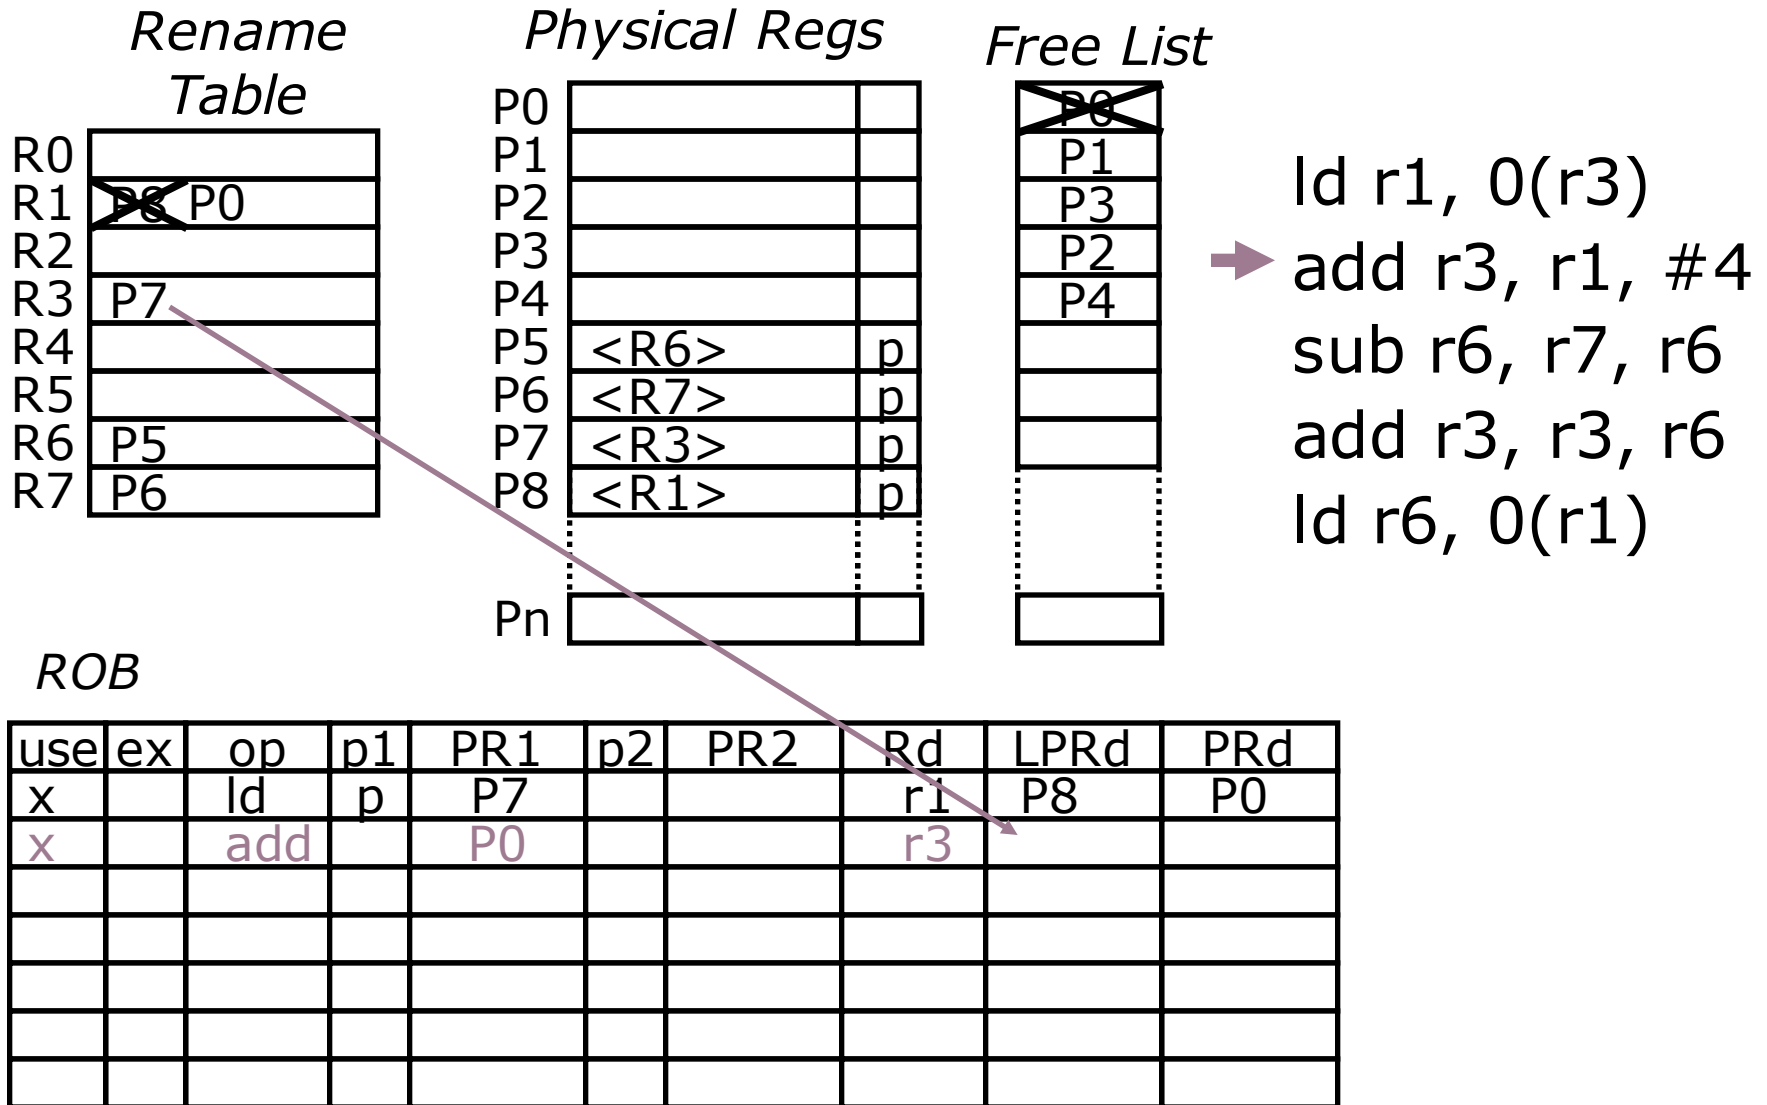 Rename Table
R0
R1 P8 P0
R2
R3 P7
R4
R5
R6 P5
R7 P6
Physical Regs
P0
P1
P2
P3
P4
P5 <R6> p
P6 <R7> p
P7 <R3> p
P8 <R1> p
Pn
Free List
P0
P1
P3
P2
P4
ld r1, 0(r3)
add r3, r1, #4
sub r6, r7, r6
add r3, r3, r6
ld r6, 0(r1)
ROB
use ex op p1 PR1 p2 PR2 Rd LPRd PRd
x ld p P7 r1 P8 P0
x add P0 r3